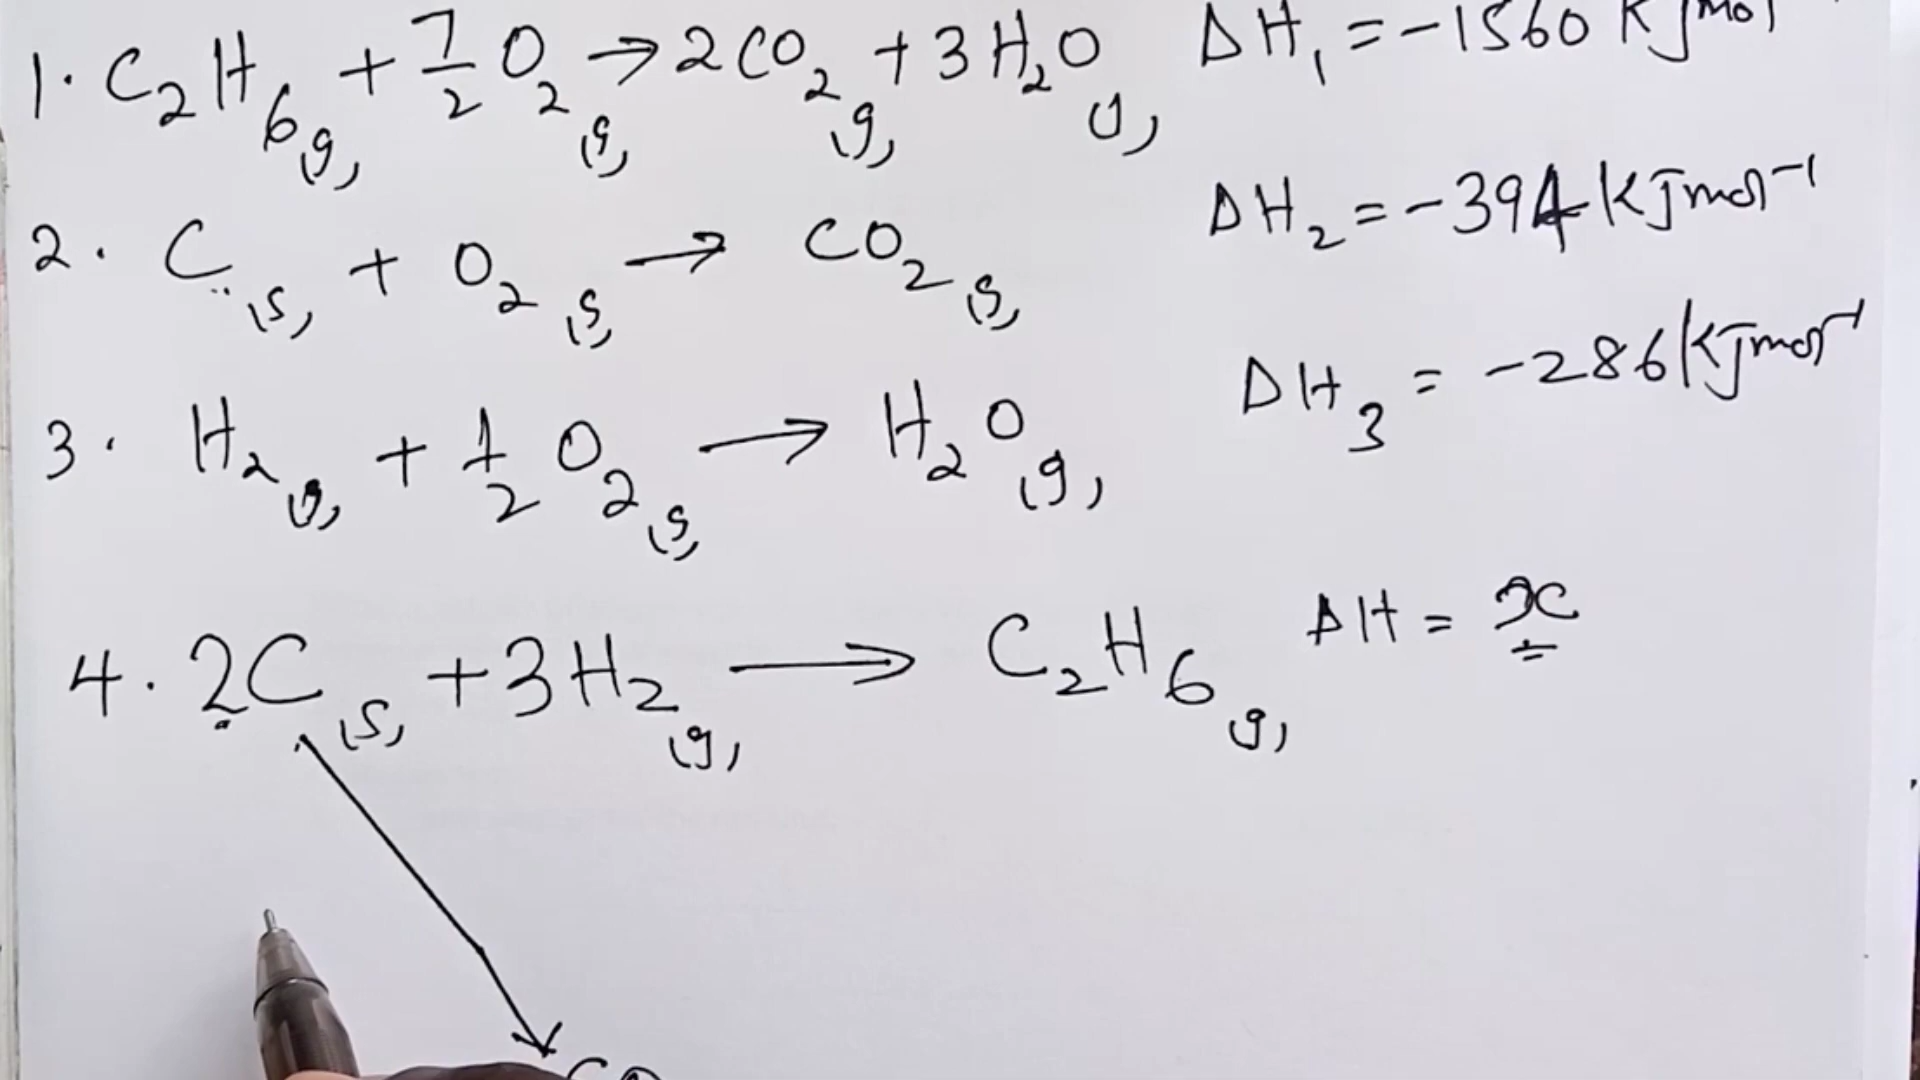 1. C₂H₆(g) + 7/2 O₂(g) → 2CO₂(g) + 3H₂O(g) ΔH₁ = -1560 KJmol
2. C(s) + O₂(g) → CO₂(g) ΔH₂ = -394 KJmol⁻¹
3. H₂(g) + 1/2 O₂(g) → H₂O(g) ΔH₃ = -286 KJmol⁻¹
4. 2C(s) + 3H₂(g) → C₂H₆(g) ΔH = x